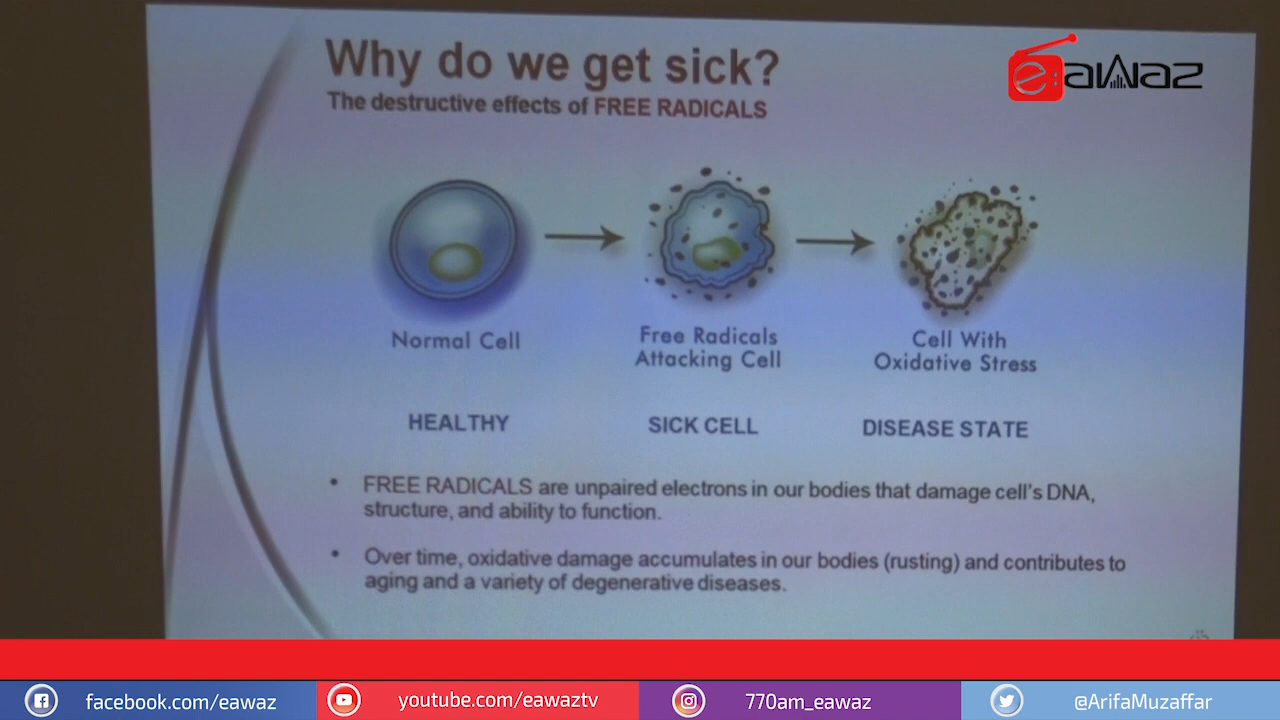 Why do we get sick?
The destructive effects of FREE RADICALS
e:awaz
Normal Cell
Free Radicals
Attacking Cell
Cell With
Oxidative Stress
HEALTHY
SICK CELL
DISEASE STATE
• FREE RADICALS are unpaired electrons in our bodies that damage cell's DNA,
structure, and ability to function.
• Over time, oxidative damage accumulates in our bodies (rusting) and contributes to
aging and a variety of degenerative diseases.
facebook.com/eawaz
youtube.com/eawaztv
770am_eawaz
@ArifaMuzaffar